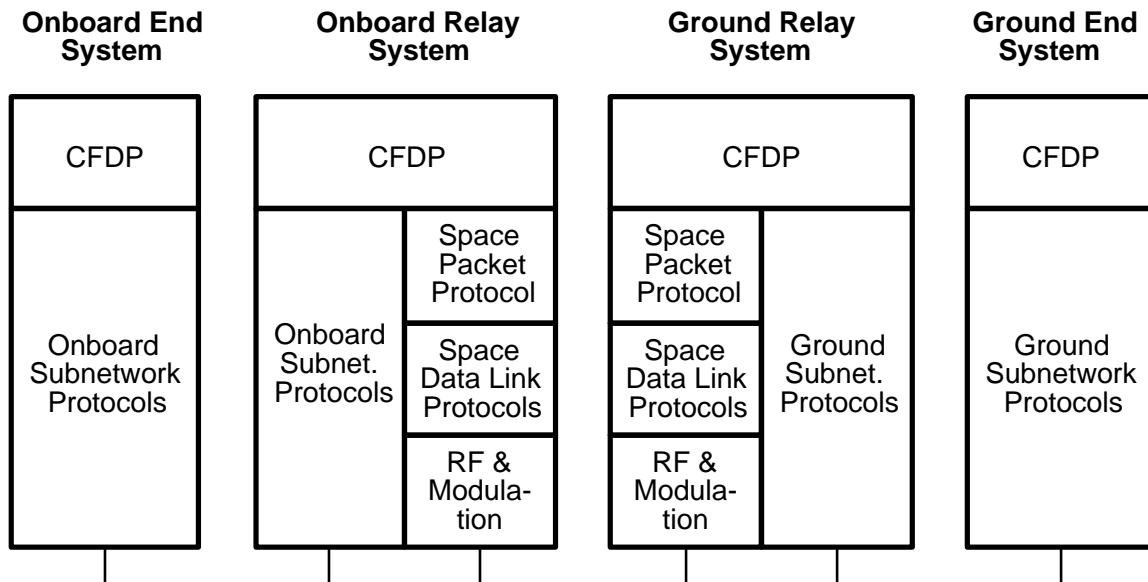 Onboard End
System
Onboard Relay
System
Ground Relay
System
Ground End
System
CFDP
CFDP
CFDP
CFDP
Onboard
Subnetwork
Protocols
Onboard
Subnet.
Protocols
Space
Packet
Protocol
Space
Data Link
Protocols
RF &
Modula-
tion
Space
Packet
Protocol
Space
Data Link
Protocols
RF &
Modula-
tion
Ground
Subnet.
Protocols
Ground
Subnetwork
Protocols